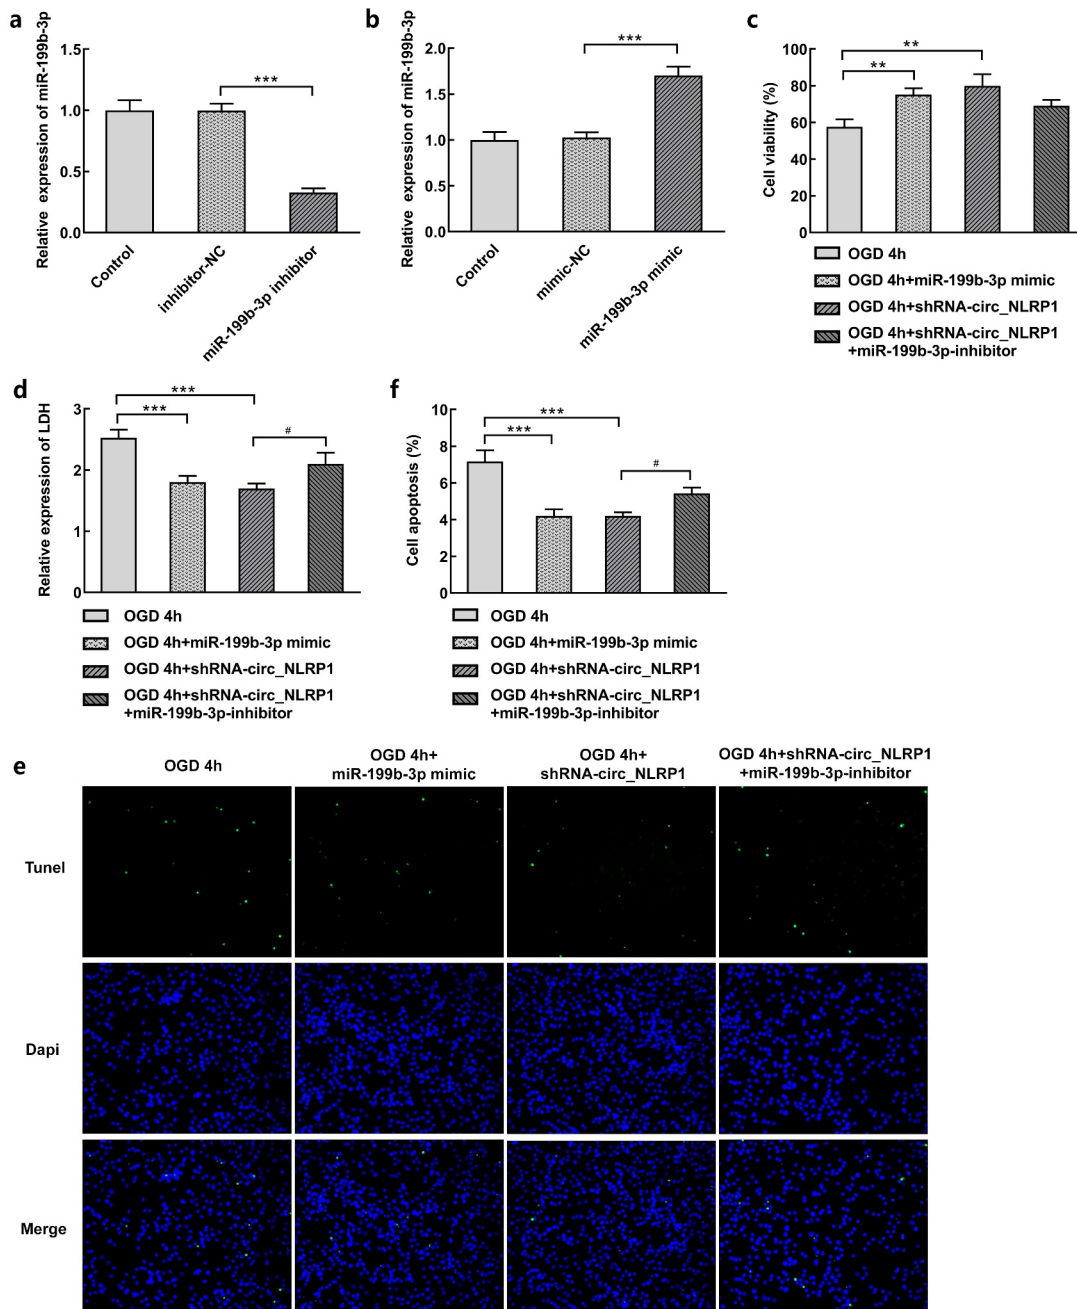 a
Relative expression of miR-199b-3p
1.5
1.0
0.5
0.0
***
Control
inhibitor-NC
miR-199b-3p inhibitor
b
Relative expression of miR-199b-3p
2.0
1.5
1.0
0.5
0.0
***
Control
mimic-NC
miR-199b-3p mimic
c
Cell viability (%)
100
80
60
40
20
0
**
**
OGD 4h
OGD 4h+miR-199b-3p mimic
OGD 4h+shRNA-circ_NLRP1
OGD 4h+shRNA-circ_NLRP1
+miR-199b-3p-inhibitor
d
Relative expression of LDH
3
2
1
0
***
***
#
OGD 4h
OGD 4h+miR-199b-3p mimic
OGD 4h+shRNA-circ_NLRP1
OGD 4h+shRNA-circ_NLRP1
+miR-199b-3p-inhibitor
f
Cell apoptosis (%)
10
8
6
4
2
0
***
***
#
OGD 4h
OGD 4h+miR-199b-3p mimic
OGD 4h+shRNA-circ_NLRP1
OGD 4h+shRNA-circ_NLRP1
+miR-199b-3p-inhibitor
e
OGD 4h
OGD 4h+
miR-199b-3p mimic
OGD 4h+
shRNA-circ_NLRP1
OGD 4h+shRNA-circ_NLRP1
+miR-199b-3p-inhibitor
Tunel
Dapi
Merge